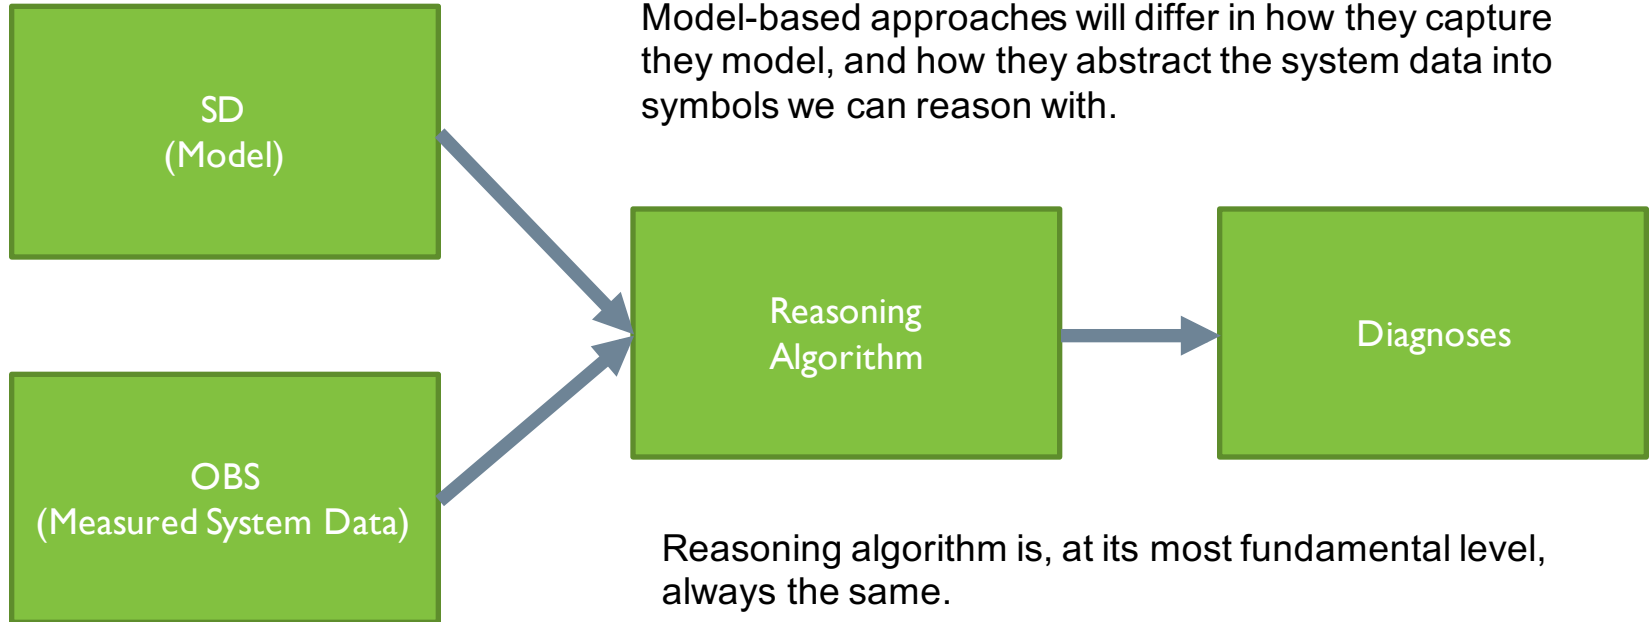 Model-based approaches will differ in how they capture
they model, and how they abstract the system data into
symbols we can reason with.
SD
(Model)
Reasoning
Algorithm
Diagnoses
OBS
(Measured System Data)
Reasoning algorithm is, at its most fundamental level,
always the same.